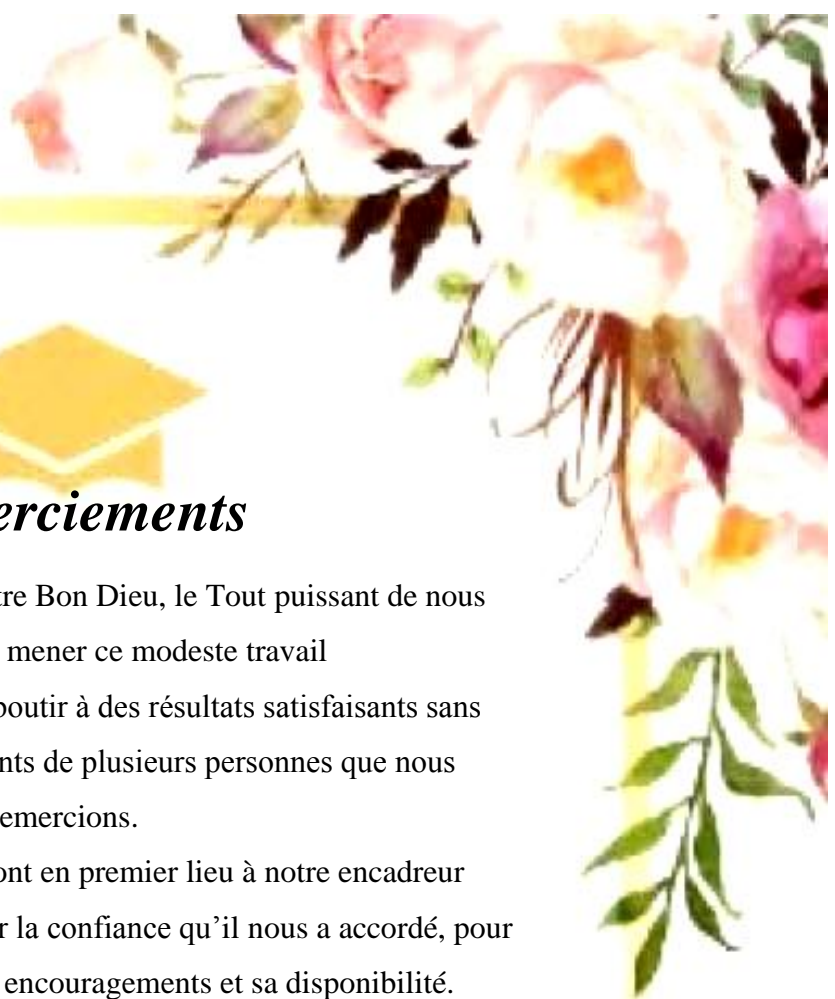 erciements
tre Bon Dieu, le Tout puissant de nous
mener ce modeste travail
outir à des résultats satisfaisants sans
nts de plusieurs personnes que nous
emercions.
ont en premier lieu à notre encadreur
r la confiance qu'il nous a accordé, pour
encouragements et sa disponibilité.